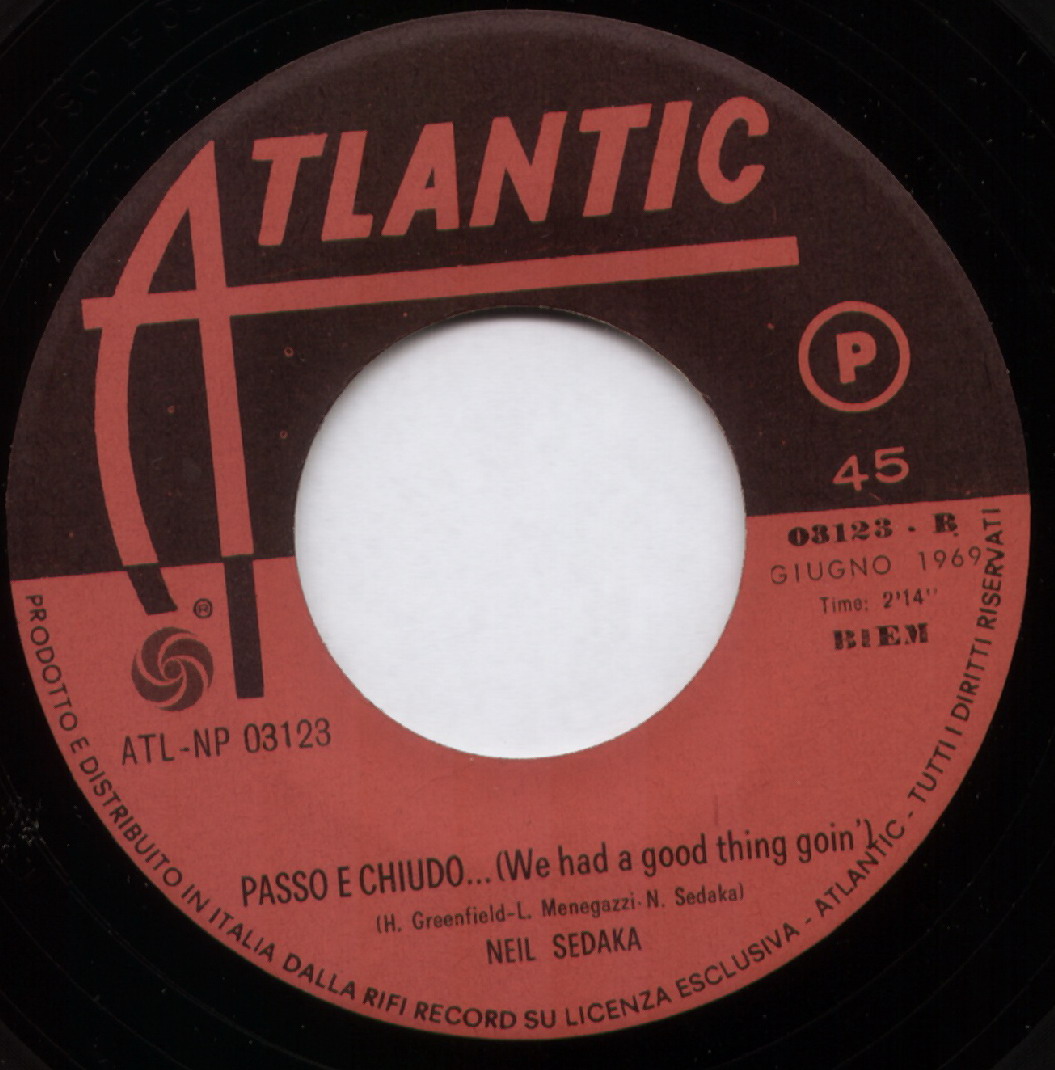 ATLANTIC
P
45
03123 - B
GIUGNO 1969
Time: 2'14''
BIEM
®
ATL-NP 03123
PASSO E CHIUDO... (We had a good thing goin')
(H. Greenfield-L. Menegazzi-N. Sedaka)
NEIL SEDAKA
PRODOTTO E DISTRIBUITO IN ITALIA DALLA RIFI RECORD SU LICENZA ESCLUSIVA - ATLANTIC - TUTTI I DIRITTI RISERVATI